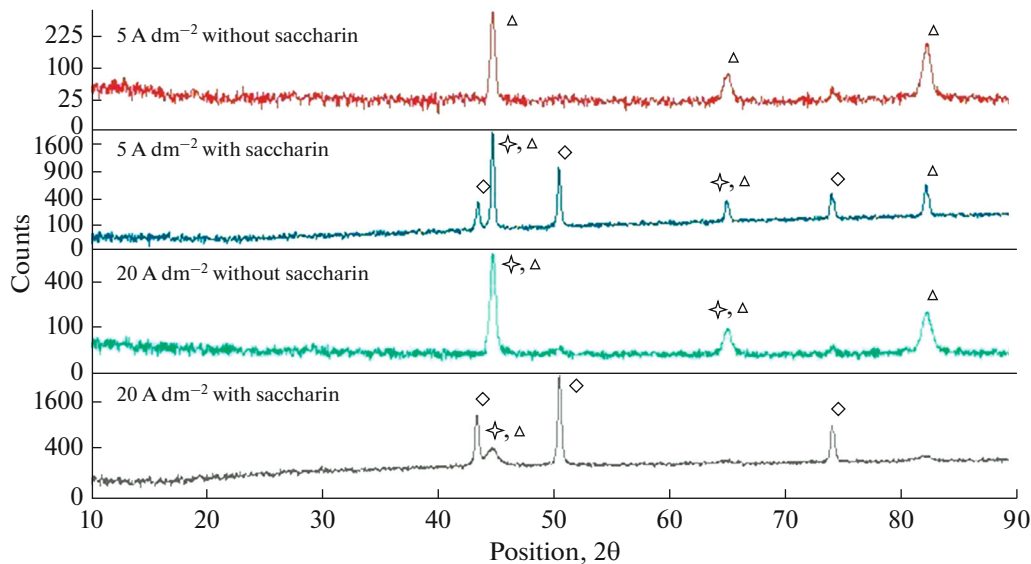 5 A dm⁻² without saccharin
225
100
25
0
5 A dm⁻² with saccharin
1600
900
400
100
0
20 A dm⁻² without saccharin
400
100
0
20 A dm⁻² with saccharin
1600
400
0
10 20 30 40 50 60 70 80 90
Counts
Position, 2θ